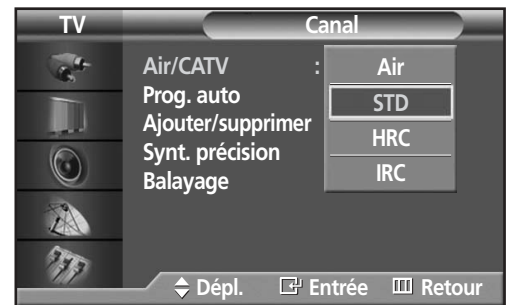 TV Canal
Air/CATV : Air
Prog. auto STD
Ajouter/supprimer HRC
Synt. précision IRC
Balayage
Dépl. Entrée Retour